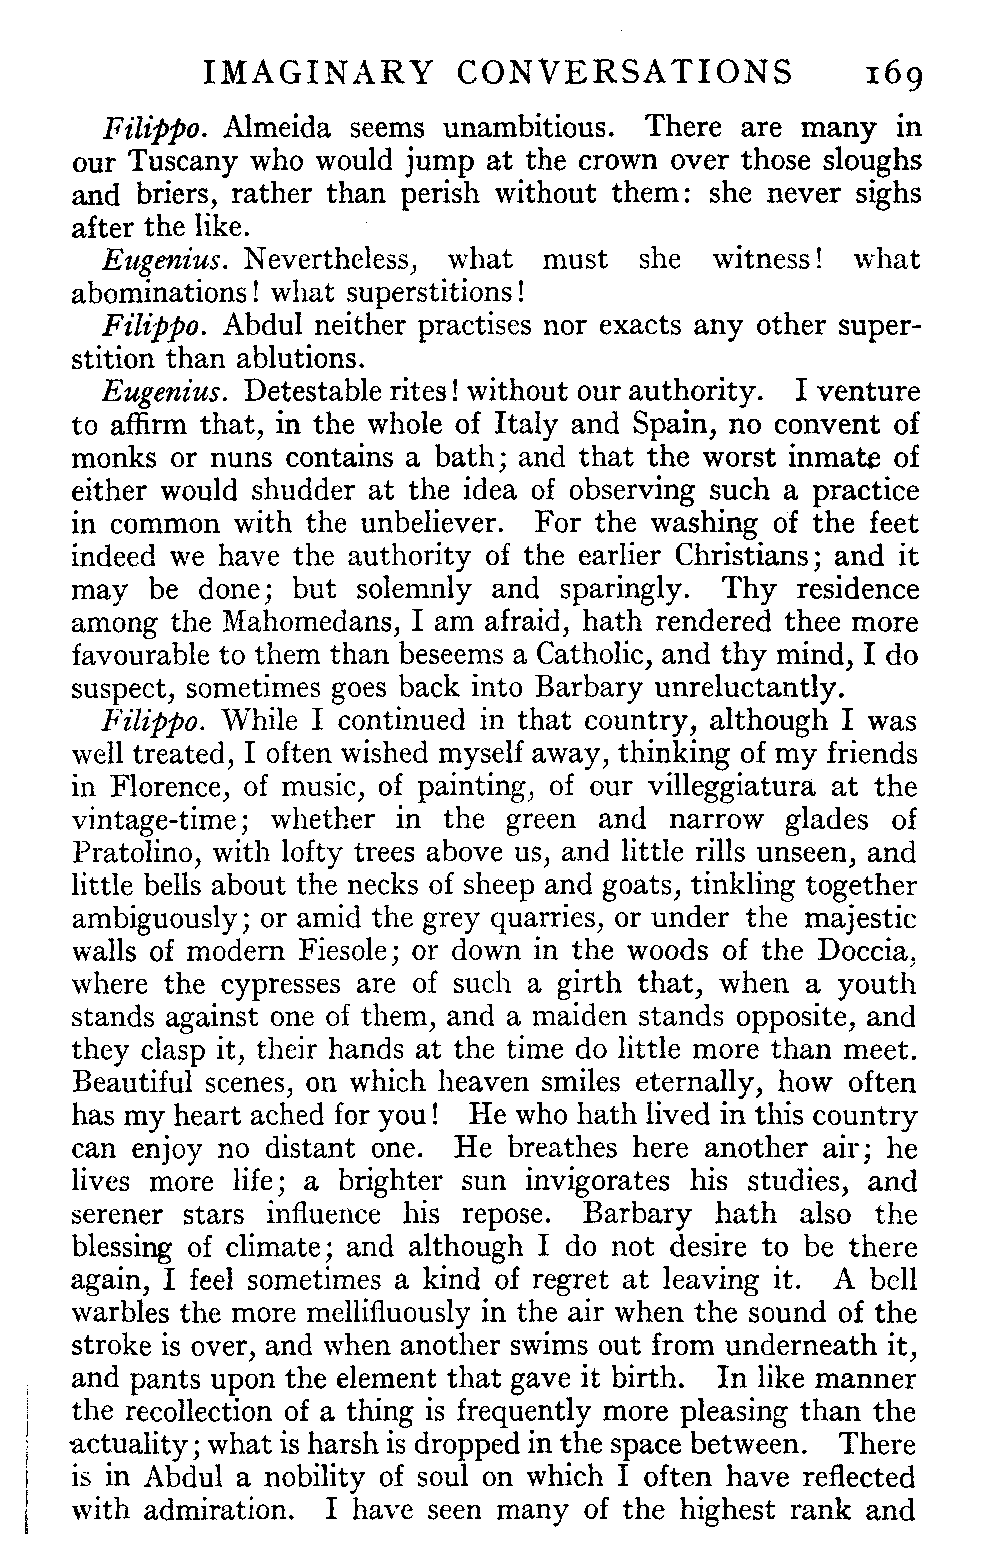 IMAGINARY CONVERSATIONS 169
Filippo. Almeida seems unambitious. There are many in
our Tuscany who would jump at the crown over those sloughs
and briers, rather than perish without them: she never sighs
after the like.
Eugenius. Nevertheless, what must she witness! what
abominations! what superstitions!
Filippo. Abdul neither practises nor exacts any other super-
stition than ablutions.
Eugenius. Detestable rites! without our authority. I venture
to affirm that, in the whole of Italy and Spain, no convent of
monks or nuns contains a bath; and that the worst inmate of
either would shudder at the idea of observing such a practice
in common with the unbeliever. For the washing of the feet
indeed we have the authority of the earlier Christians; and it
may be done; but solemnly and sparingly. Thy residence
among the Mahomedans, I am afraid, hath rendered thee more
favourable to them than beseems a Catholic, and thy mind, I do
suspect, sometimes goes back into Barbary unreluctantly.
Filippo. While I continued in that country, although I was
well treated, I often wished myself away, thinking of my friends
in Florence, of music, of painting, of our villeggiatura at the
vintage-time; whether in the green and narrow glades of
Pratolino, with lofty trees above us, and little rills unseen, and
little bells about the necks of sheep and goats, tinkling together
ambiguously; or amid the grey quarries, or under the majestic
walls of modern Fiesole; or down in the woods of the Doccia,
where the cypresses are of such a girth that, when a youth
stands against one of them, and a maiden stands opposite, and
they clasp it, their hands at the time do little more than meet.
Beautiful scenes, on which heaven smiles eternally, how often
has my heart ached for you! He who hath lived in this country
can enjoy no distant one. He breathes here another air; he
lives more life; a brighter sun invigorates his studies, and
serener stars influence his repose. Barbary hath also the
blessing of climate; and although I do not desire to be there
again, I feel sometimes a kind of regret at leaving it. A bell
warbles the more mellifluously in the air when the sound of the
stroke is over, and when another swims out from underneath it,
and pants upon the element that gave it birth. In like manner
the recollection of a thing is frequently more pleasing than the
actuality; what is harsh is dropped in the space between. There
is in Abdul a nobility of soul on which I often have reflected
with admiration. I have seen many of the highest rank and